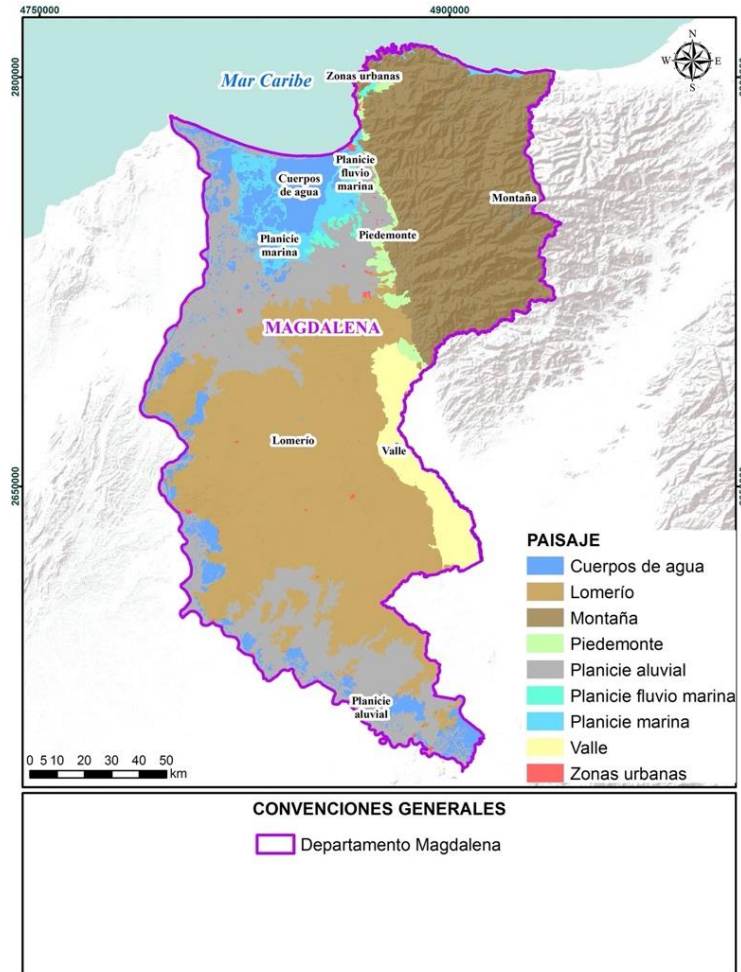 4750000
4900000
2800000
N
W
E
S
Zonas urbanas
Mar Caribe
Planicie
fluvio
marina
Cuerpos
de agua
Montaña
Planicie
marina
Piedemonte
MAGDALENA
Lomerío
Valle
2650000
Planicie
aluvial
PAISAJE
Cuerpos de agua
Lomerío
Montaña
Piedemonte
Planicie aluvial
Planicie fluvio marina
Planicie marina
Valle
Zonas urbanas
0 5 10 20 30 40 50
km
CONVENCIONES GENERALES
Departamento Magdalena